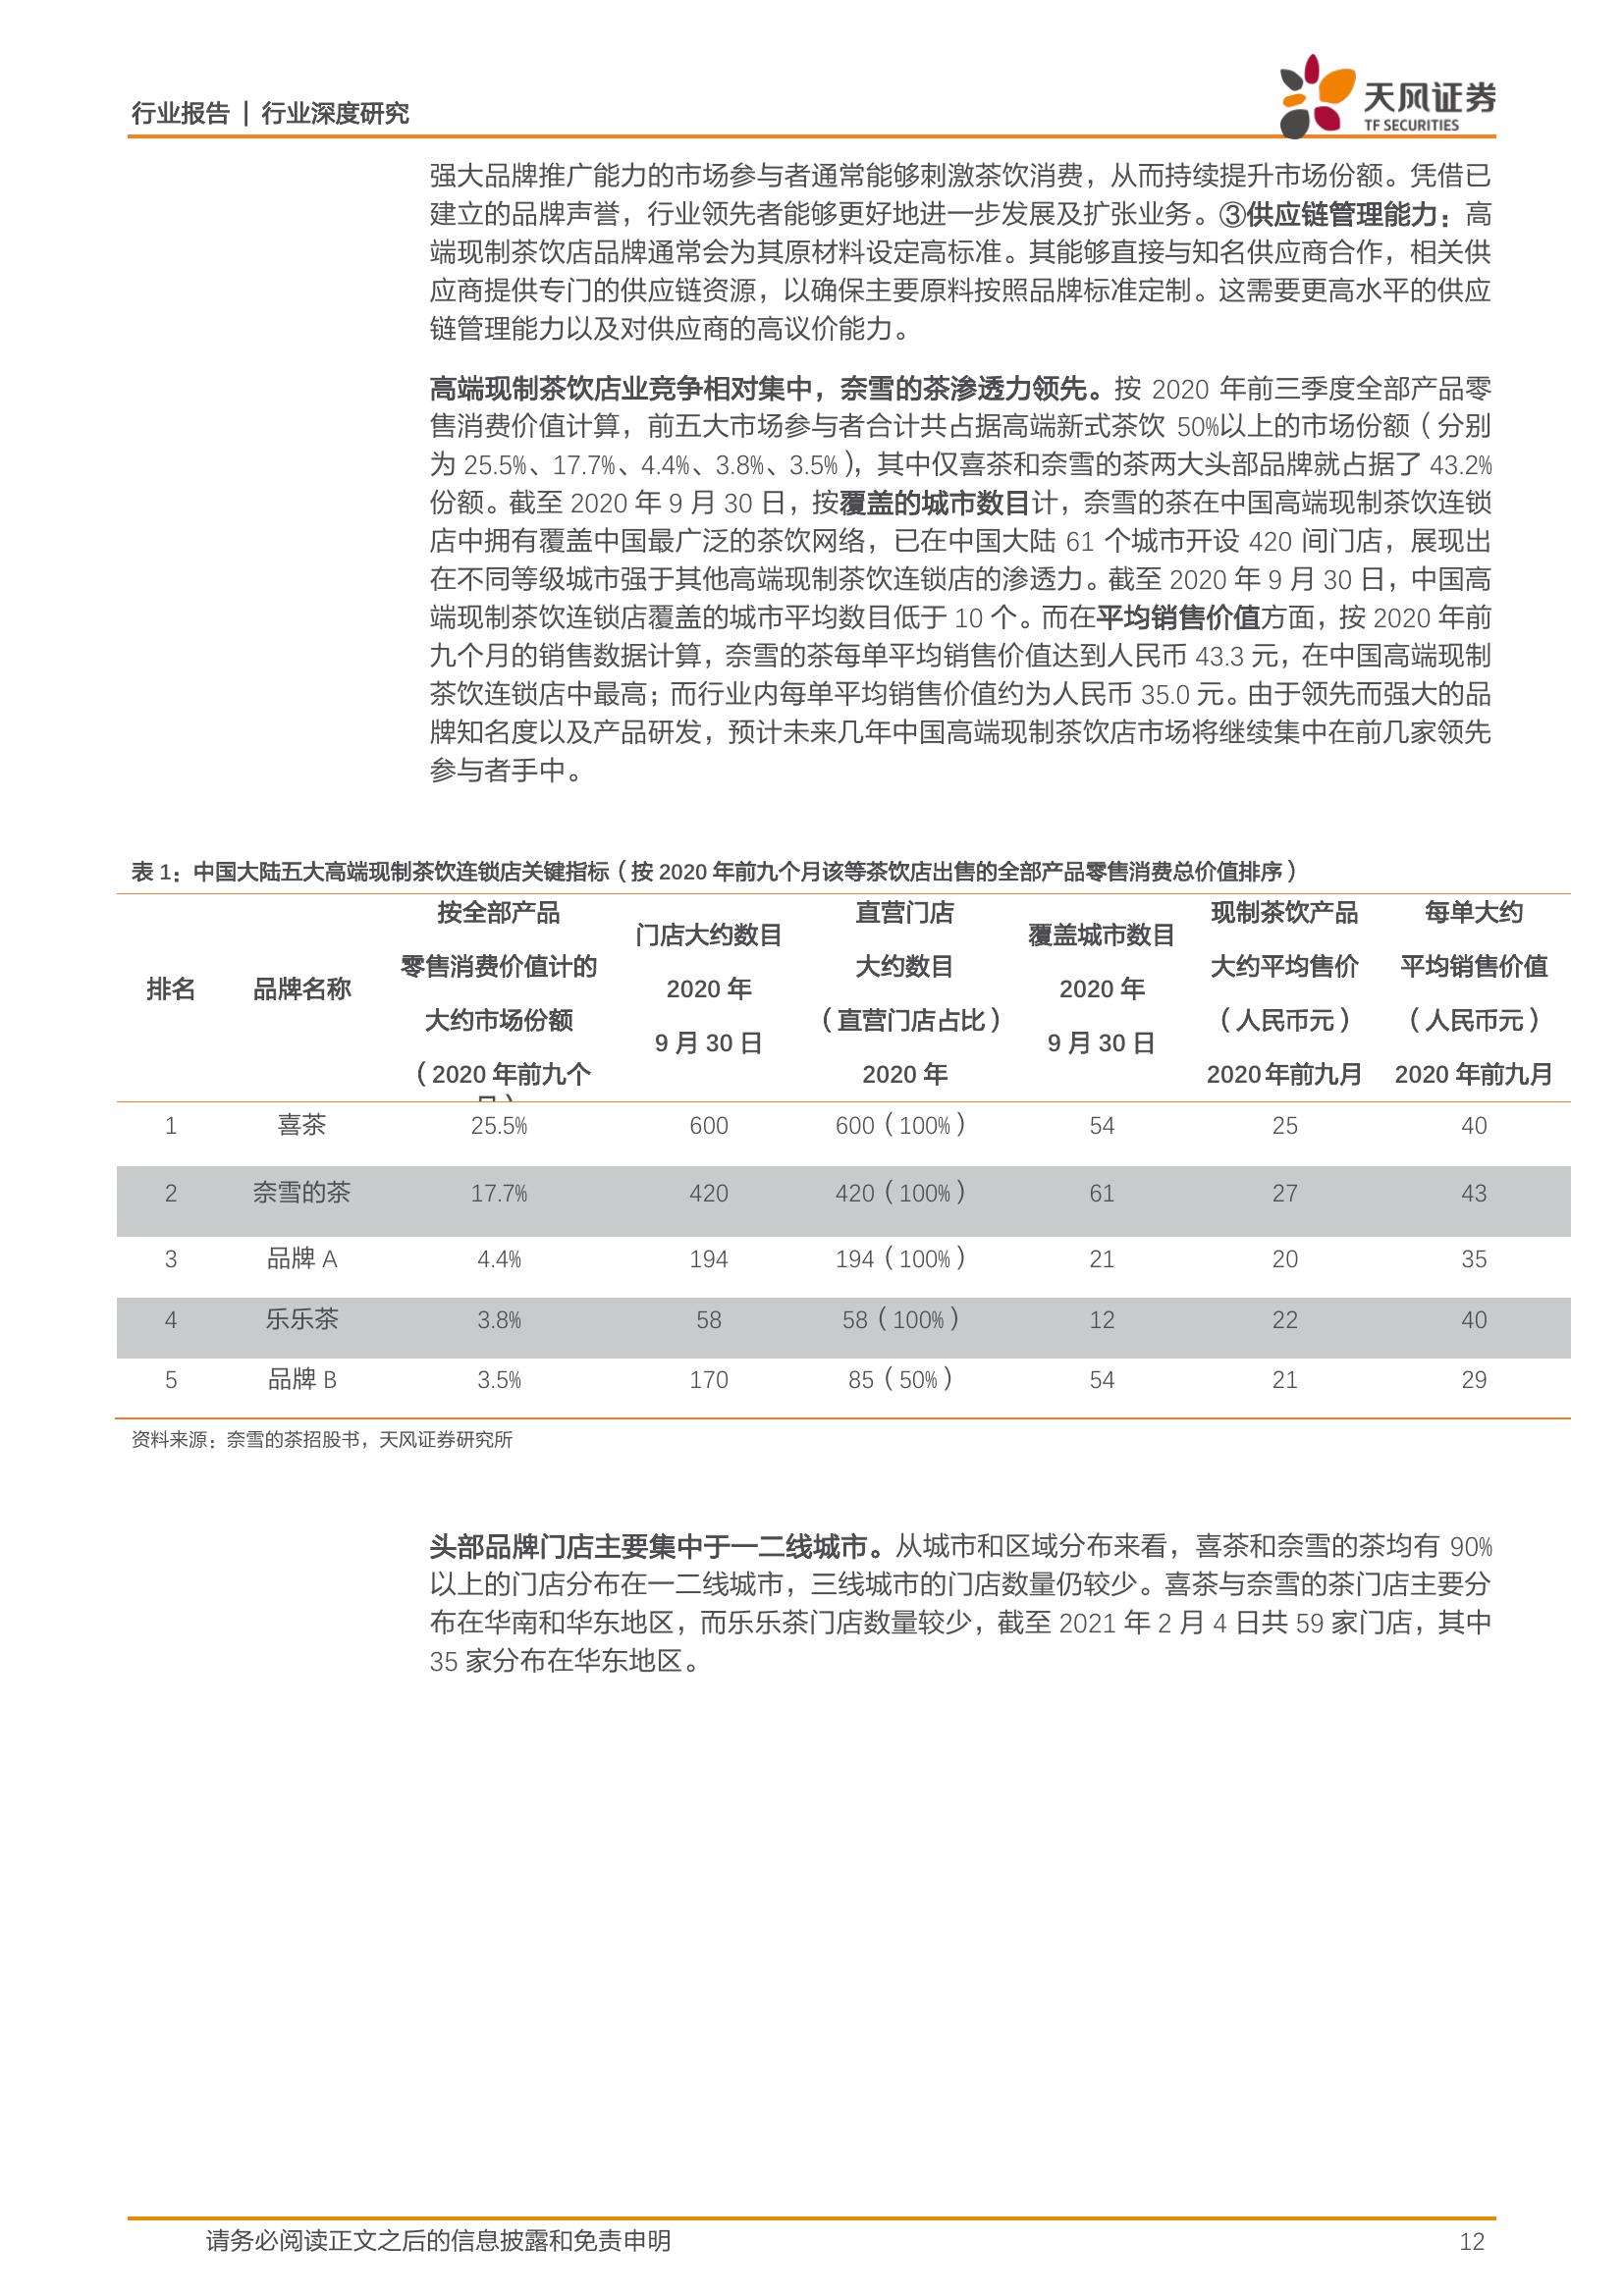 行业报告 | 行业深度研究
天风证券
TF SECURITIES
强大品牌推广能力的市场参与者通常能够刺激茶饮消费，从而持续提升市场份额。凭借已
建立的品牌声誉，行业领先者能够更好地进一步发展及扩张业务。③供应链管理能力：高
端现制茶饮店品牌通常会为其原材料设定高标准。其能够直接与知名供应商合作，相关供
应商提供专门的供应链资源，以确保主要原料按照品牌标准定制。这需要更高水平的供应
链管理能力以及对供应商的高议价能力。
高端现制茶饮店业竞争相对集中，奈雪的茶渗透力领先。按 2020 年前三季度全部产品零
售消费价值计算，前五大市场参与者合计共占据高端新式茶饮 50%以上的市场份额（分别
为 25.5%、17.7%、4.4%、3.8%、3.5%），其中仅喜茶和奈雪的茶两大头部品牌就占据了 43.2%
份额。截至 2020 年 9 月 30 日，按覆盖的城市数目计，奈雪的茶在中国高端现制茶饮连锁
店中拥有覆盖中国最广泛的茶饮网络，已在中国大陆 61 个城市开设 420 间门店，展现出
在不同等级城市强于其他高端现制茶饮连锁店的渗透力。截至 2020 年 9 月 30 日，中国高
端现制茶饮连锁店覆盖的城市平均数目低于 10 个。而在平均销售价值方面，按 2020 年前
九个月的销售数据计算，奈雪的茶每单平均销售价值达到人民币 43.3 元，在中国高端现制
茶饮连锁店中最高；而行业内每单平均销售价值约为人民币 35.0 元。由于领先而强大的品
牌知名度以及产品研发，预计未来几年中国高端现制茶饮店市场将继续集中在前几家领先
参与者手中。
表 1：中国大陆五大高端现制茶饮连锁店关键指标（按 2020 年前九个月该等茶饮店出售的全部产品零售消费总价值排序）
排名
品牌名称
按全部产品
零售消费价值计的
大约市场份额
（2020 年前九个
月）
门店大约数目
2020 年
9 月 30 日
直营门店
大约数目
（直营门店占比）
2020 年
覆盖城市数目
2020 年
9 月 30 日
现制茶饮产品
大约平均售价
（人民币元）
2020 年前九月
每单大约
平均销售价值
（人民币元）
2020 年前九月
1 喜茶 25.5% 600 600（100%） 54 25 40
2 奈雪的茶 17.7% 420 420（100%） 61 27 43
3 品牌 A 4.4% 194 194（100%） 21 20 35
4 乐乐茶 3.8% 58 58（100%） 12 22 40
5 品牌 B 3.5% 170 85（50%） 54 21 29
资料来源：奈雪的茶招股书，天风证券研究所
头部品牌门店主要集中于一二线城市。从城市和区域分布来看，喜茶和奈雪的茶均有 90%
以上的门店分布在一二线城市，三线城市的门店数量仍较少。喜茶与奈雪的茶门店主要分
布在华南和华东地区，而乐乐茶门店数量较少，截至 2021 年 2 月 4 日共 59 家门店，其中
35 家分布在华东地区。
请务必阅读正文之后的信息披露和免责申明 12